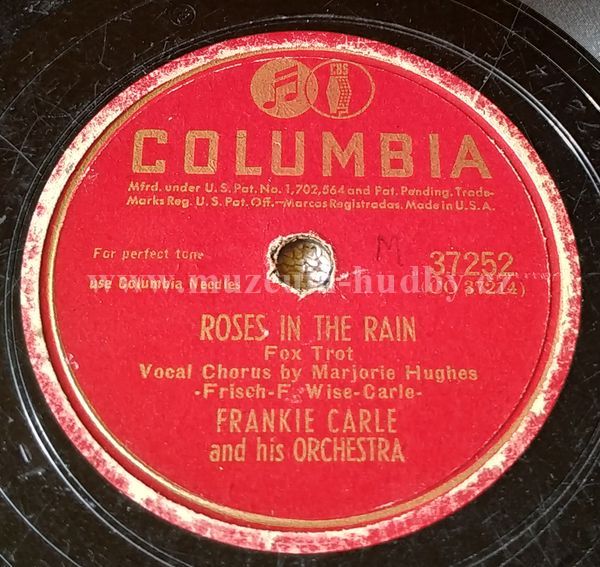 CBS
COLUMBIA
Mfrd. under U.S. Pat. No. 1,702,564 and Pat. Pending. Trade-
Marks Reg. U.S. Pat. Off.—Marcas Registradas. Made in U.S.A.
For perfect tone
use Columbia Needles
M
37252
www.muzeum-hudby.cz
ROSES IN THE RAIN
Fox Trot
Vocal Chorus by Marjorie Hughes
-Frisch-F. Wise-Carle-
FRANKIE CARLE
and his ORCHESTRA